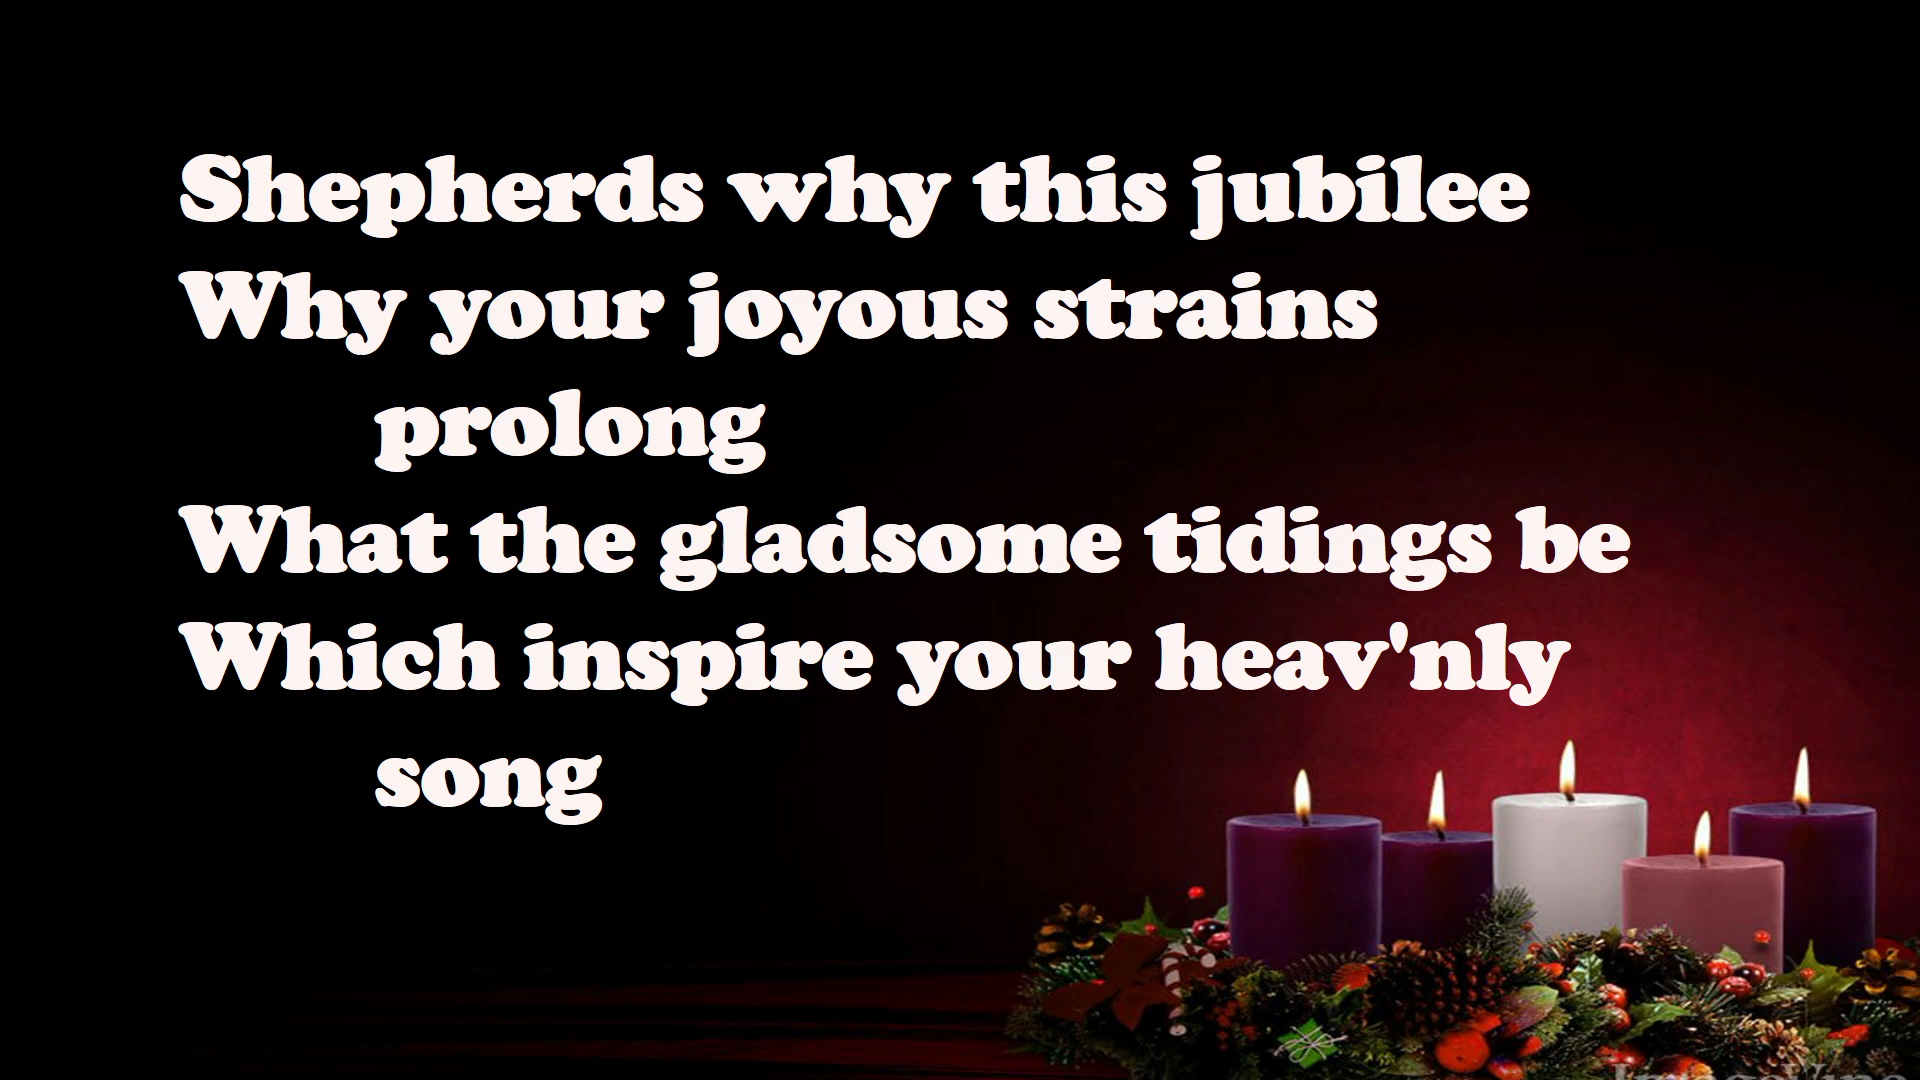 Shepherds why this jubilee
Why your joyous strains
prolong
What the gladsome tidings be
Which inspire your heav'nly
song